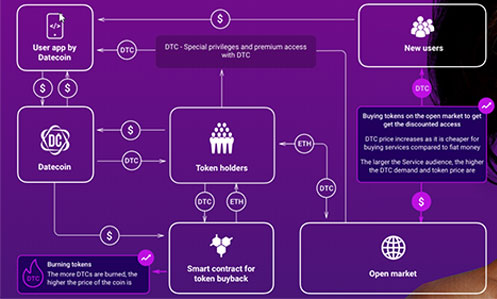 $
User app by
Datecoin
DTC
DTC - Special privileges and premium access
with DTC
New users
$
$
DTC
Buying tokens on the open market to get
get the discounted access
DTC price increases as it is cheaper for
buying services compared to fiat money
The larger the Service audience, the higher
the DTC demand and token price are
DC
Datecoin
$
DTC
Token holders
ETH
DTC
DTC
ETH
$
$
Burning tokens
The more DTCs are burned, the
higher the price of the coin is
DTC
Smart contract for
token buyback
Open market